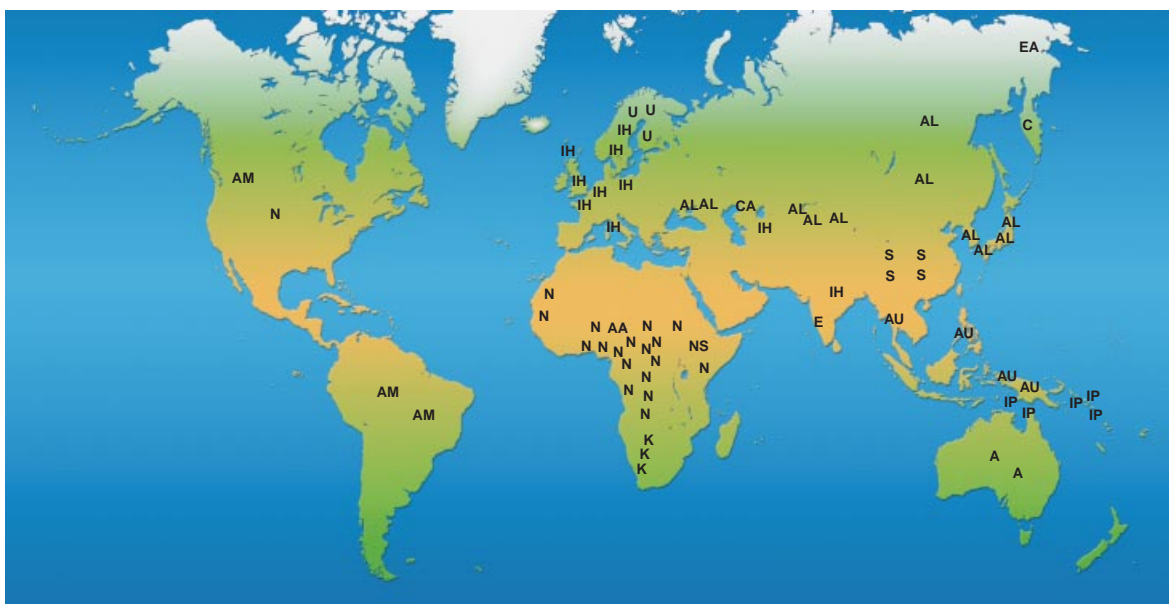 EA
U U
AL C
IH U
IH IH
AM IH IH AL
IH
N IH AL AL CA AL AL AL AL
IH IH AL AL AL
S S
S S
N IH
N E AU
N AA N N AU
N N N N N N NS
N N N
N AU
AM N N AU
N IP IP IP
AM N IP IP
K
K A
K A